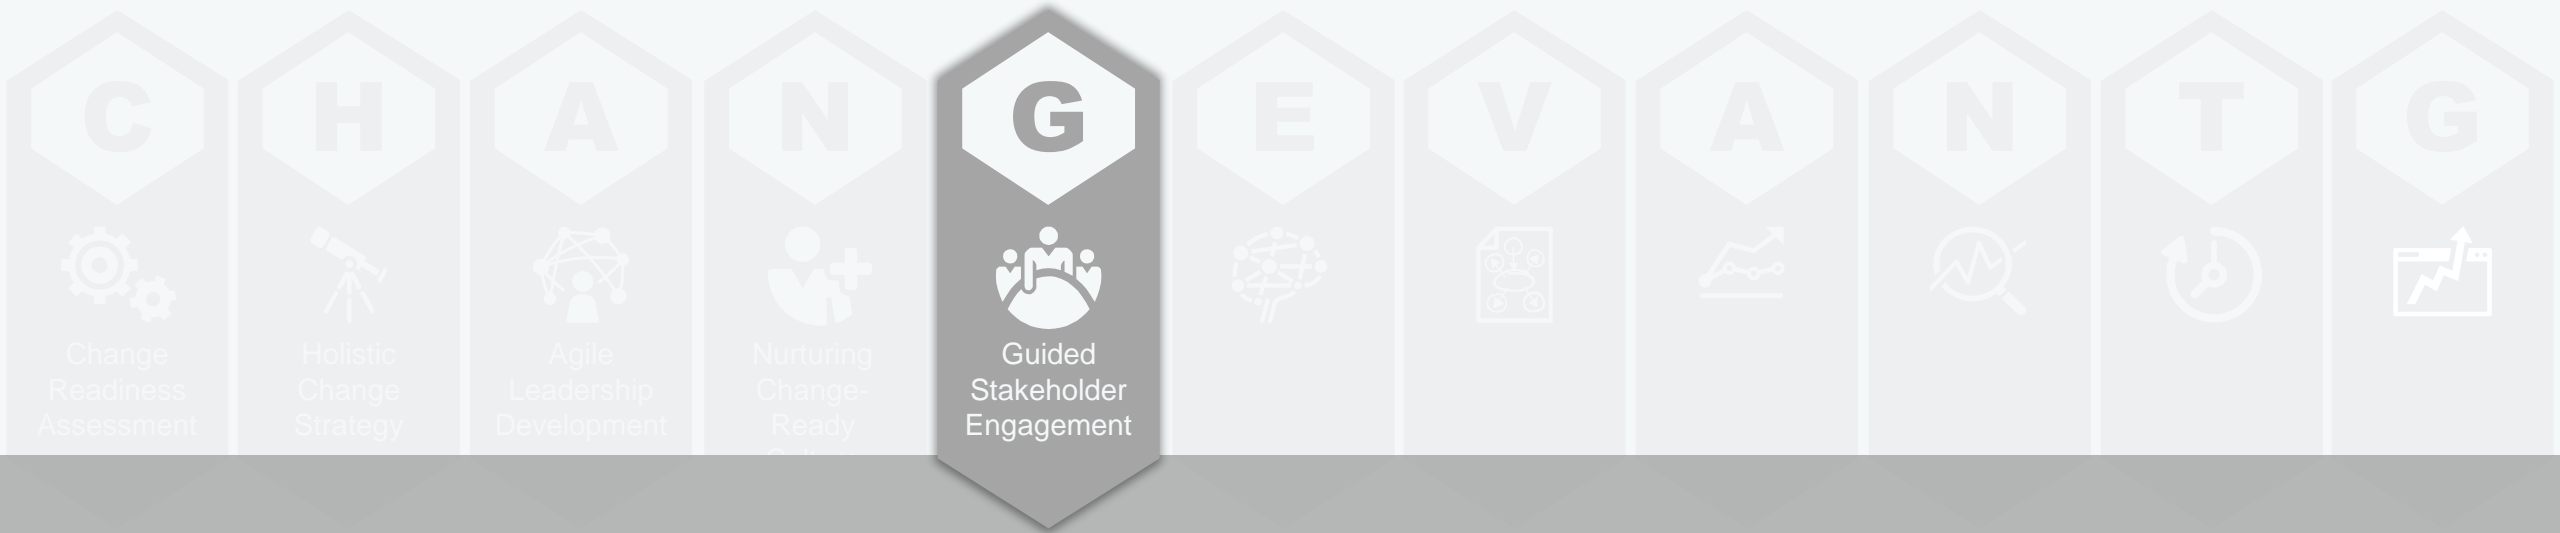 C H A N G E V A N T G
Change
Readiness
Assessment
Holistic
Change
Strategy
Agile
Leadership
Development
Nurturing
Change-
Ready
Guided
Stakeholder
Engagement